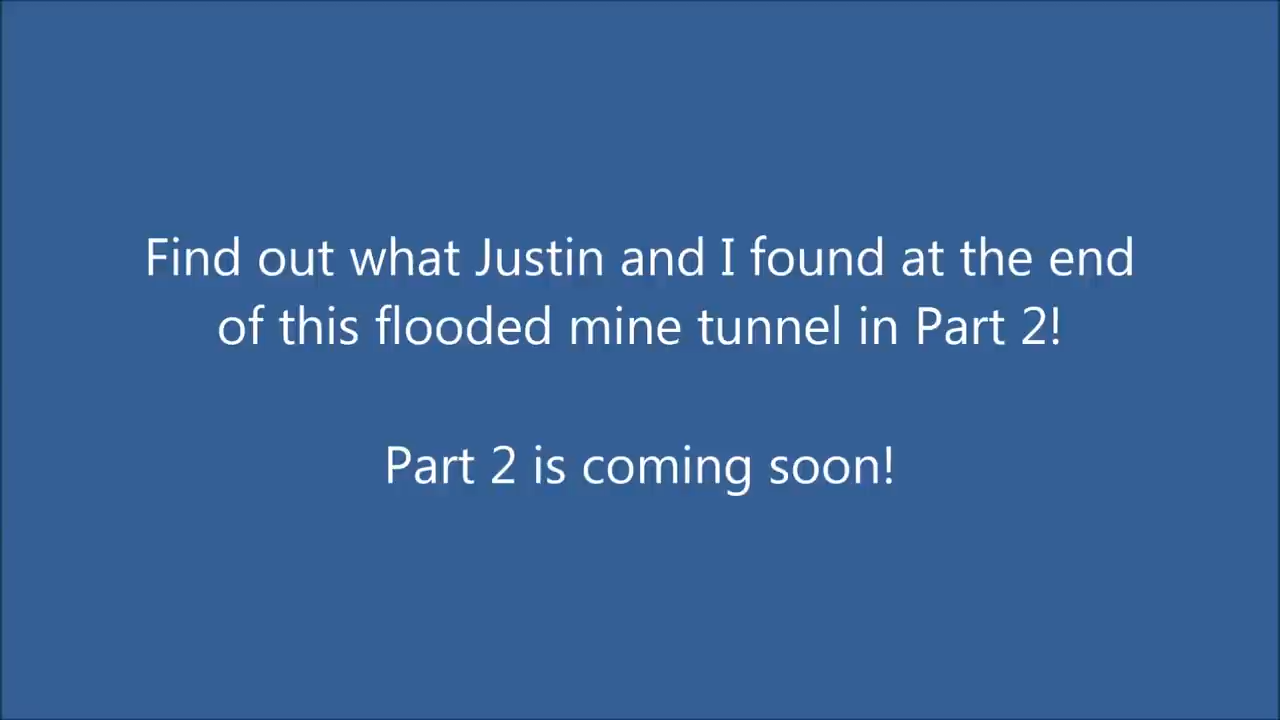 Find out what Justin and I found at the end
of this flooded mine tunnel in Part 2!
Part 2 is coming soon!